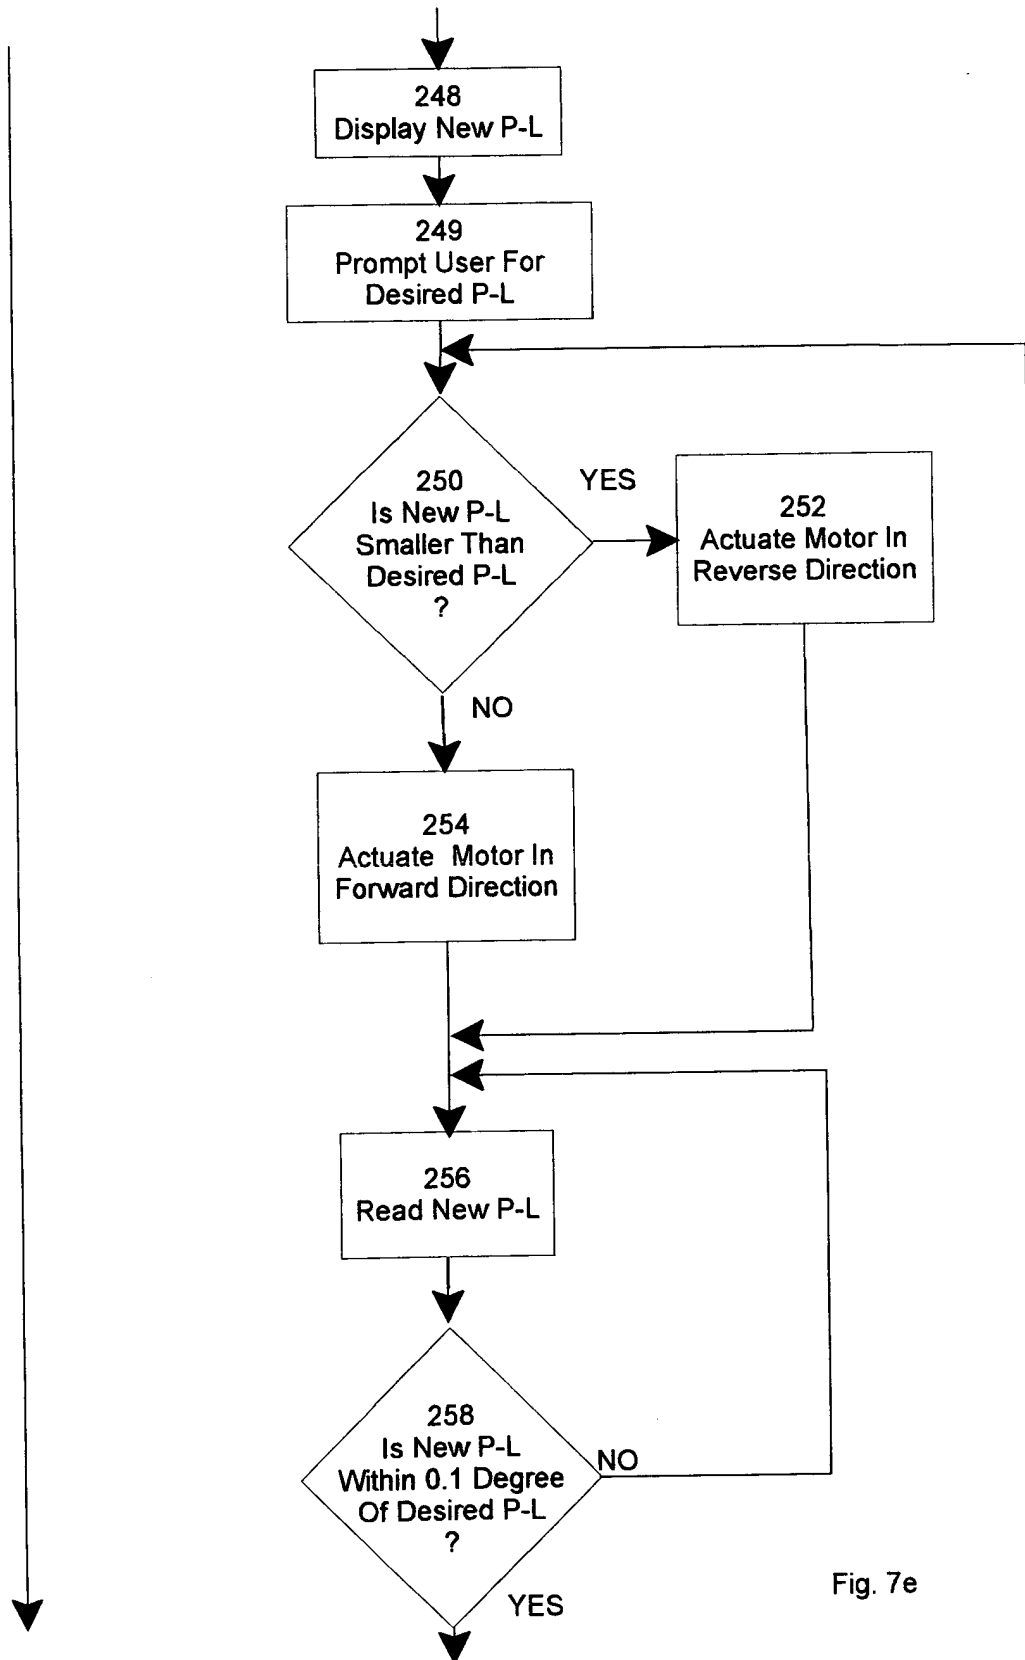 248
Display New P-L
249
Prompt User For
Desired P-L
250
Is New P-L
Smaller Than
Desired P-L
?
YES
252
Actuate Motor In
Reverse Direction
NO
254
Actuate Motor In
Forward Direction
256
Read New P-L
258
Is New P-L
Within 0.1 Degree
Of Desired P-L
?
NO
YES
Fig. 7e